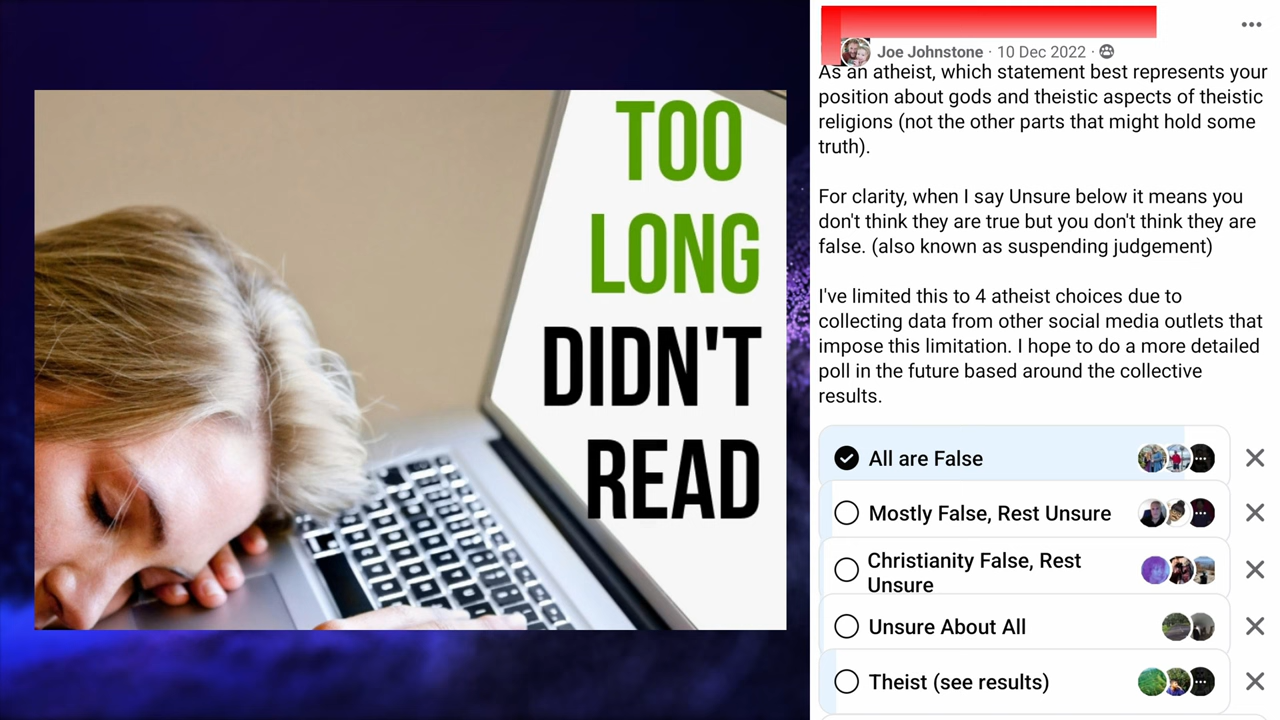 TOO
LONG
DIDN'T
READ
Joe Johnstone · 10 Dec 2022 ·
As an atheist, which statement best represents your
position about gods and theistic aspects of theistic
religions (not the other parts that might hold some
truth).
For clarity, when I say Unsure below it means you
don't think they are true but you don't think they are
false. (also known as suspending judgement)
I've limited this to 4 atheist choices due to
collecting data from other social media outlets that
impose this limitation. I hope to do a more detailed
poll in the future based around the collective
results.
All are False
Mostly False, Rest Unsure
Christianity False, Rest
Unsure
Unsure About All
Theist (see results)